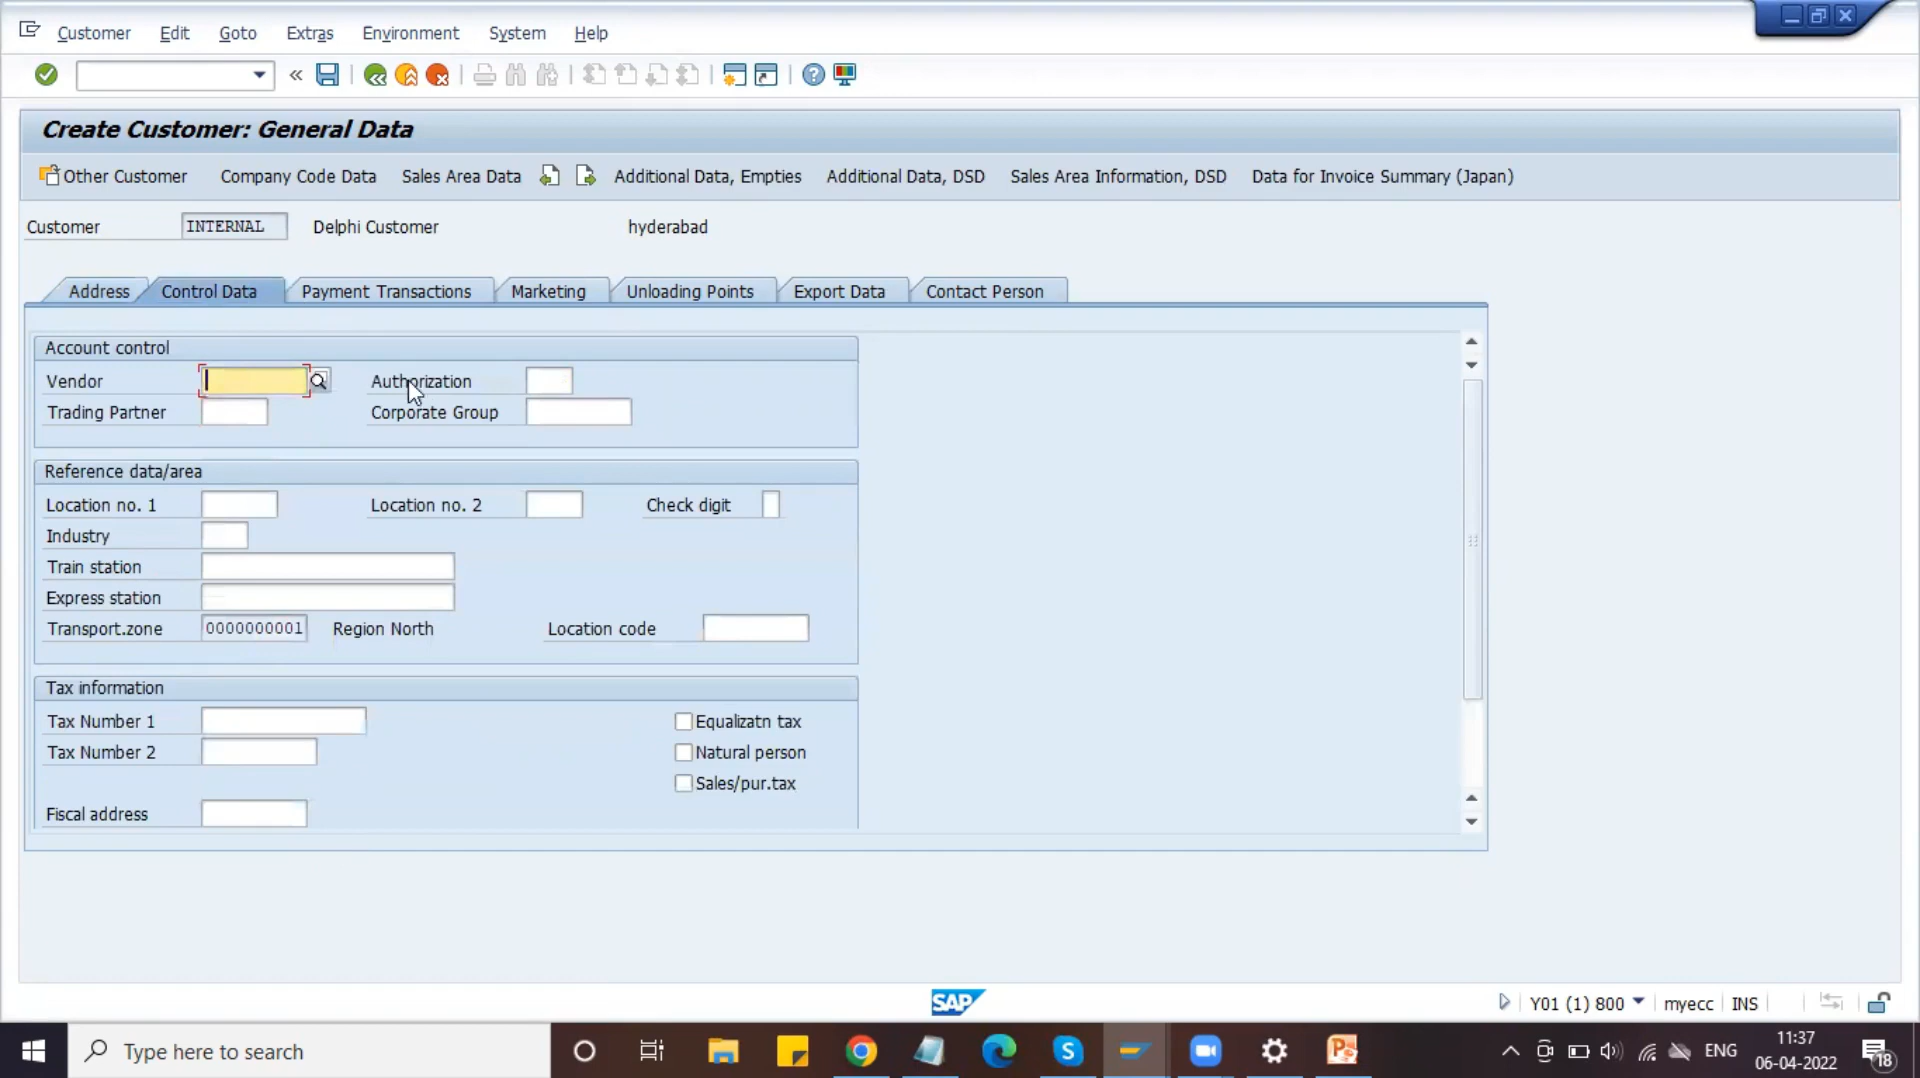 Customer Edit Goto Extras Environment System Help
Create Customer: General Data
Other Customer Company Code Data Sales Area Data Additional Data, Empties Additional Data, DSD Sales Area Information, DSD Data for Invoice Summary (Japan)
Customer INTERNAL Delphi Customer hyderabad
Address Control Data Payment Transactions Marketing Unloading Points Export Data Contact Person
Account control
Vendor Authorization
Trading Partner Corporate Group
Reference data/area
Location no. 1 Location no. 2 Check digit
Industry
Train station
Express station
Transport.zone 0000000001 Region North Location code
Tax information
Tax Number 1 Equalizatn tax
Tax Number 2 Natural person
Sales/pur.tax
Fiscal address
SAP Y01 (1) 800 myecc INS
Type here to search ENG 11:37
06-04-2022 18